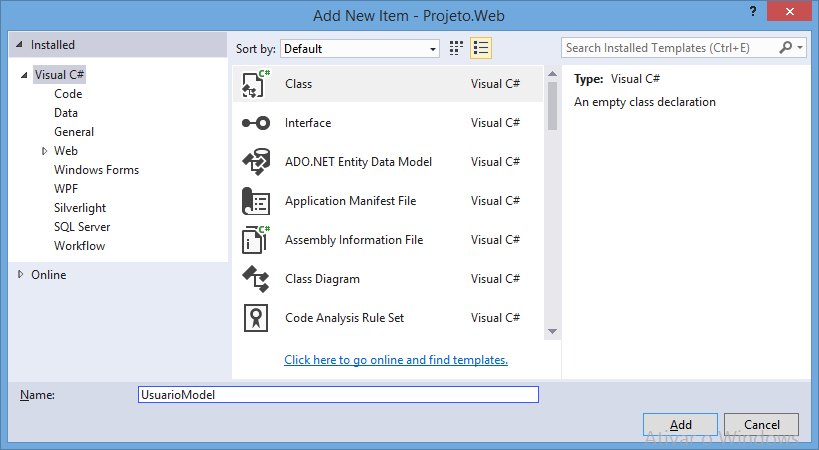 Add New Item - Projeto.Web
?
Installed
Sort by: Default
Search Installed Templates (Ctrl+E)
Visual C#
Code
Data
General
Web
Windows Forms
WPF
Silverlight
SQL Server
Workflow
Online
C# Class Visual C#
Interface Visual C#
ADO.NET Entity Data Model Visual C#
Application Manifest File Visual C#
C# Assembly Information File Visual C#
Class Diagram Visual C#
Code Analysis Rule Set Visual C#
Click here to go online and find templates.
Type: Visual C#
An empty class declaration
Name: UsuarioModel
Add Cancel